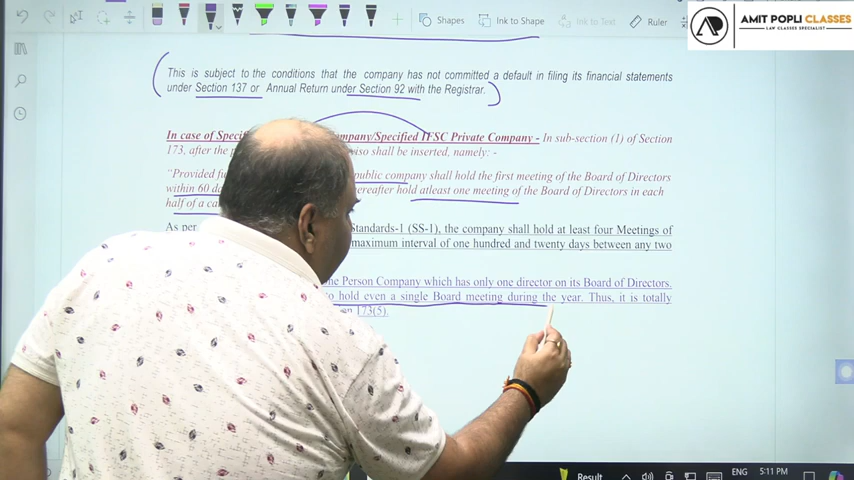 Shapes
Ink to Shape
Ink to Text
Ruler
AMIT POPLI CLASSES
LAW CLASSES SPECIALIST
This is subject to the conditions that the company has not committed a default in filing its financial statements
under Section 137 or Annual Return under Section 92 with the Registrar.
In case of Specifi ompany/Specified IFSC Private Company - In sub-section (1) of Section
173, after the p viso shall be inserted, namely: -
"Provided fu public company shall hold the first meeting of the Board of Directors
within 60 da ereafter hold atleast one meeting of the Board of Directors in each
half of a ca
As per Standards-1 (SS-1), the company shall hold at least four Meetings of
maximum interval of one hundred and twenty days between any two
ne Person Company which has only one director on its Board of Directors.
to hold even a single Board meeting during the year. Thus, it is totally
en 173(5).
Result
ENG
5:11 PM